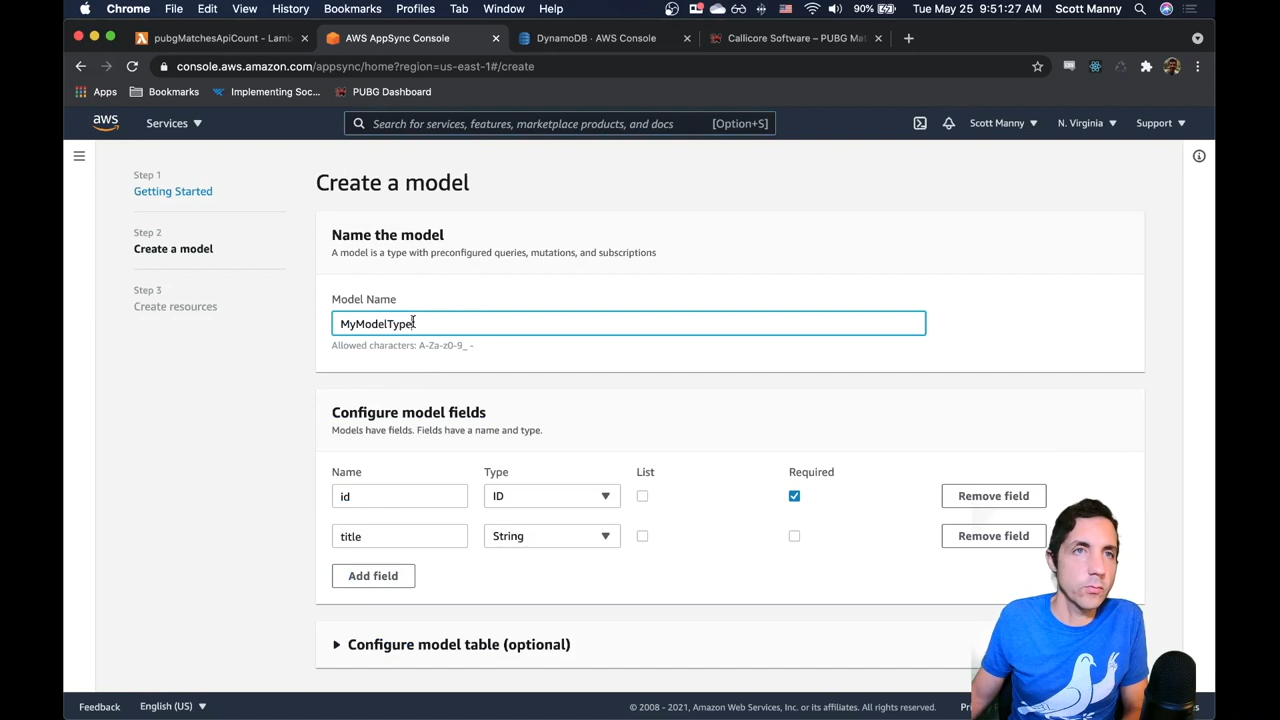 Chrome File Edit View History Bookmarks Profiles Tab Window Help 90% Tue May 25 9:51:27 AM Scott Manny
pubgMatchesApiCount - Lamb AWS AppSync Console DynamoDB · AWS Console Callicore Software – PUBG Mat
console.aws.amazon.com/appsync/home?region=us-east-1#/create
Apps Bookmarks Implementing Soc... PUBG Dashboard
aws Services Search for services, features, marketplace products, and docs [Option+S] Scott Manny N. Virginia Support
Step 1
Getting Started
Step 2
Create a model
Step 3
Create resources
Create a model
Name the model
A model is a type with preconfigured queries, mutations, and subscriptions
Model Name
MyModelType
Allowed characters: A-Za-z0-9_ -
Configure model fields
Models have fields. Fields have a name and type.
Name Type List Required
id ID Remove field
title String Remove field
Add field
Configure model table (optional)
Feedback English (US) © 2008 - 2021, Amazon Web Services, Inc. or its affiliates. All rights reserved.